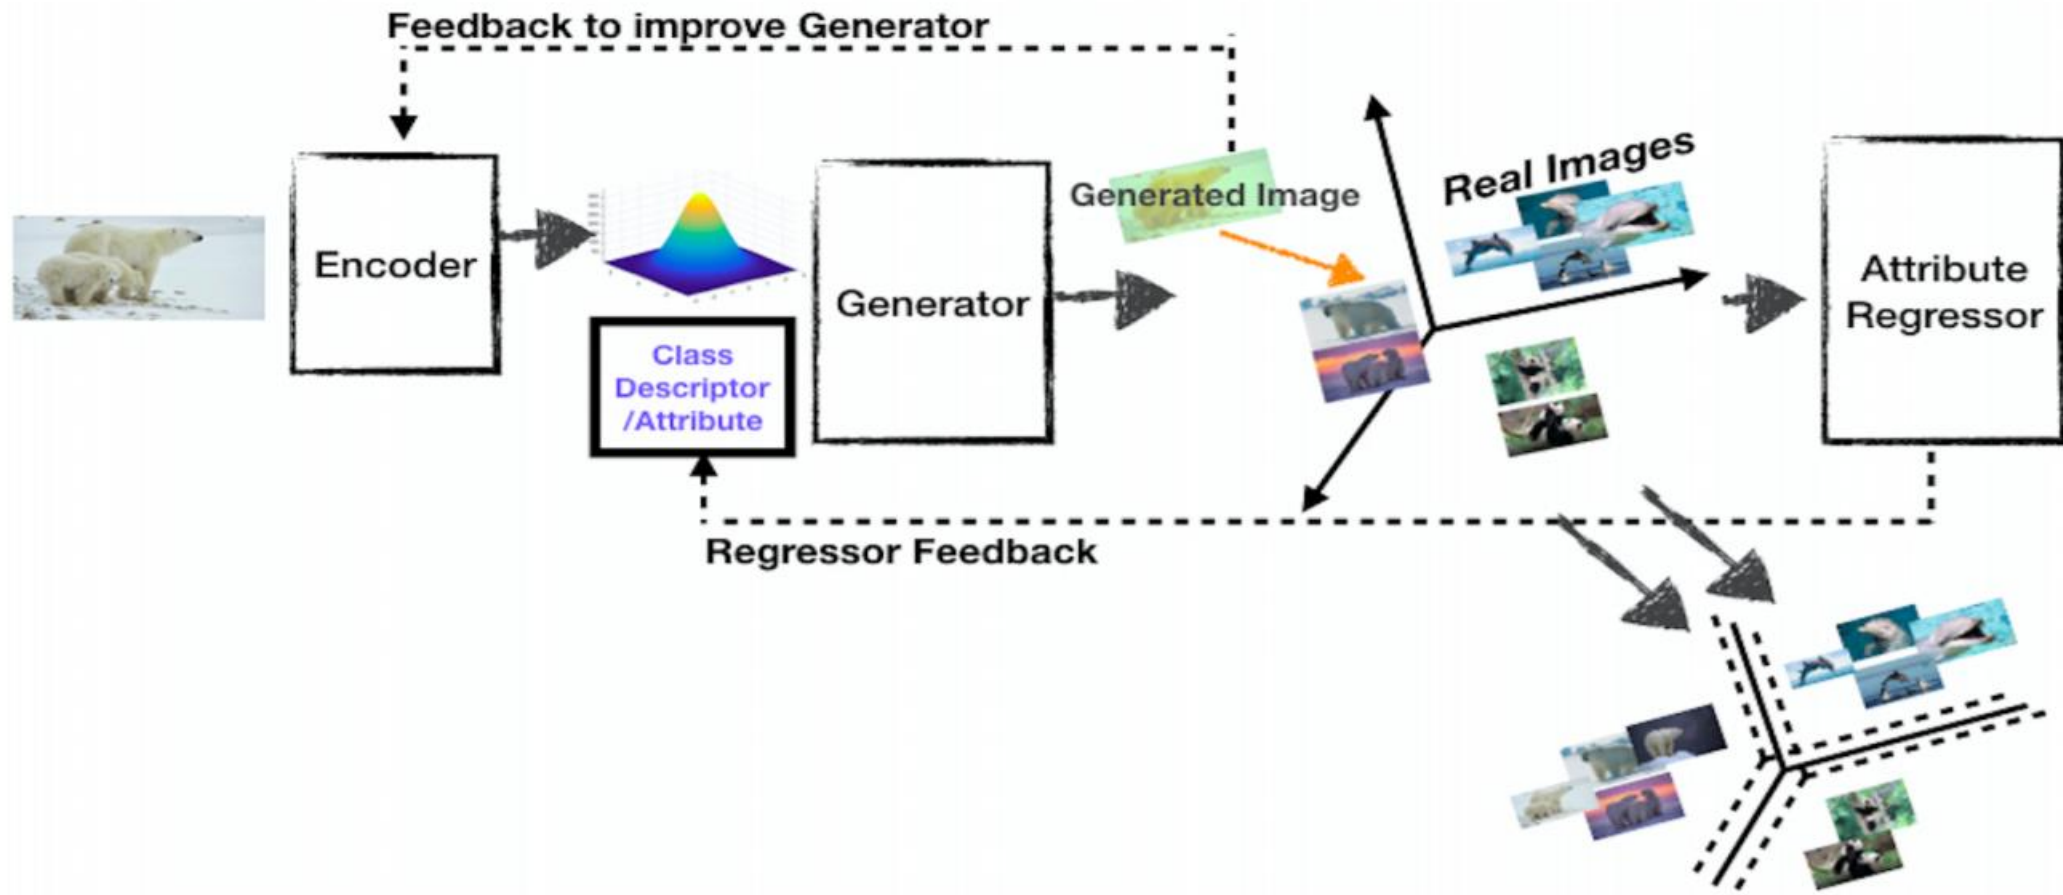 Feedback to improve Generator
Encoder
Class
Descriptor
/Attribute
Generator
Generated Image
Real Images
Attribute
Regressor
Regressor Feedback